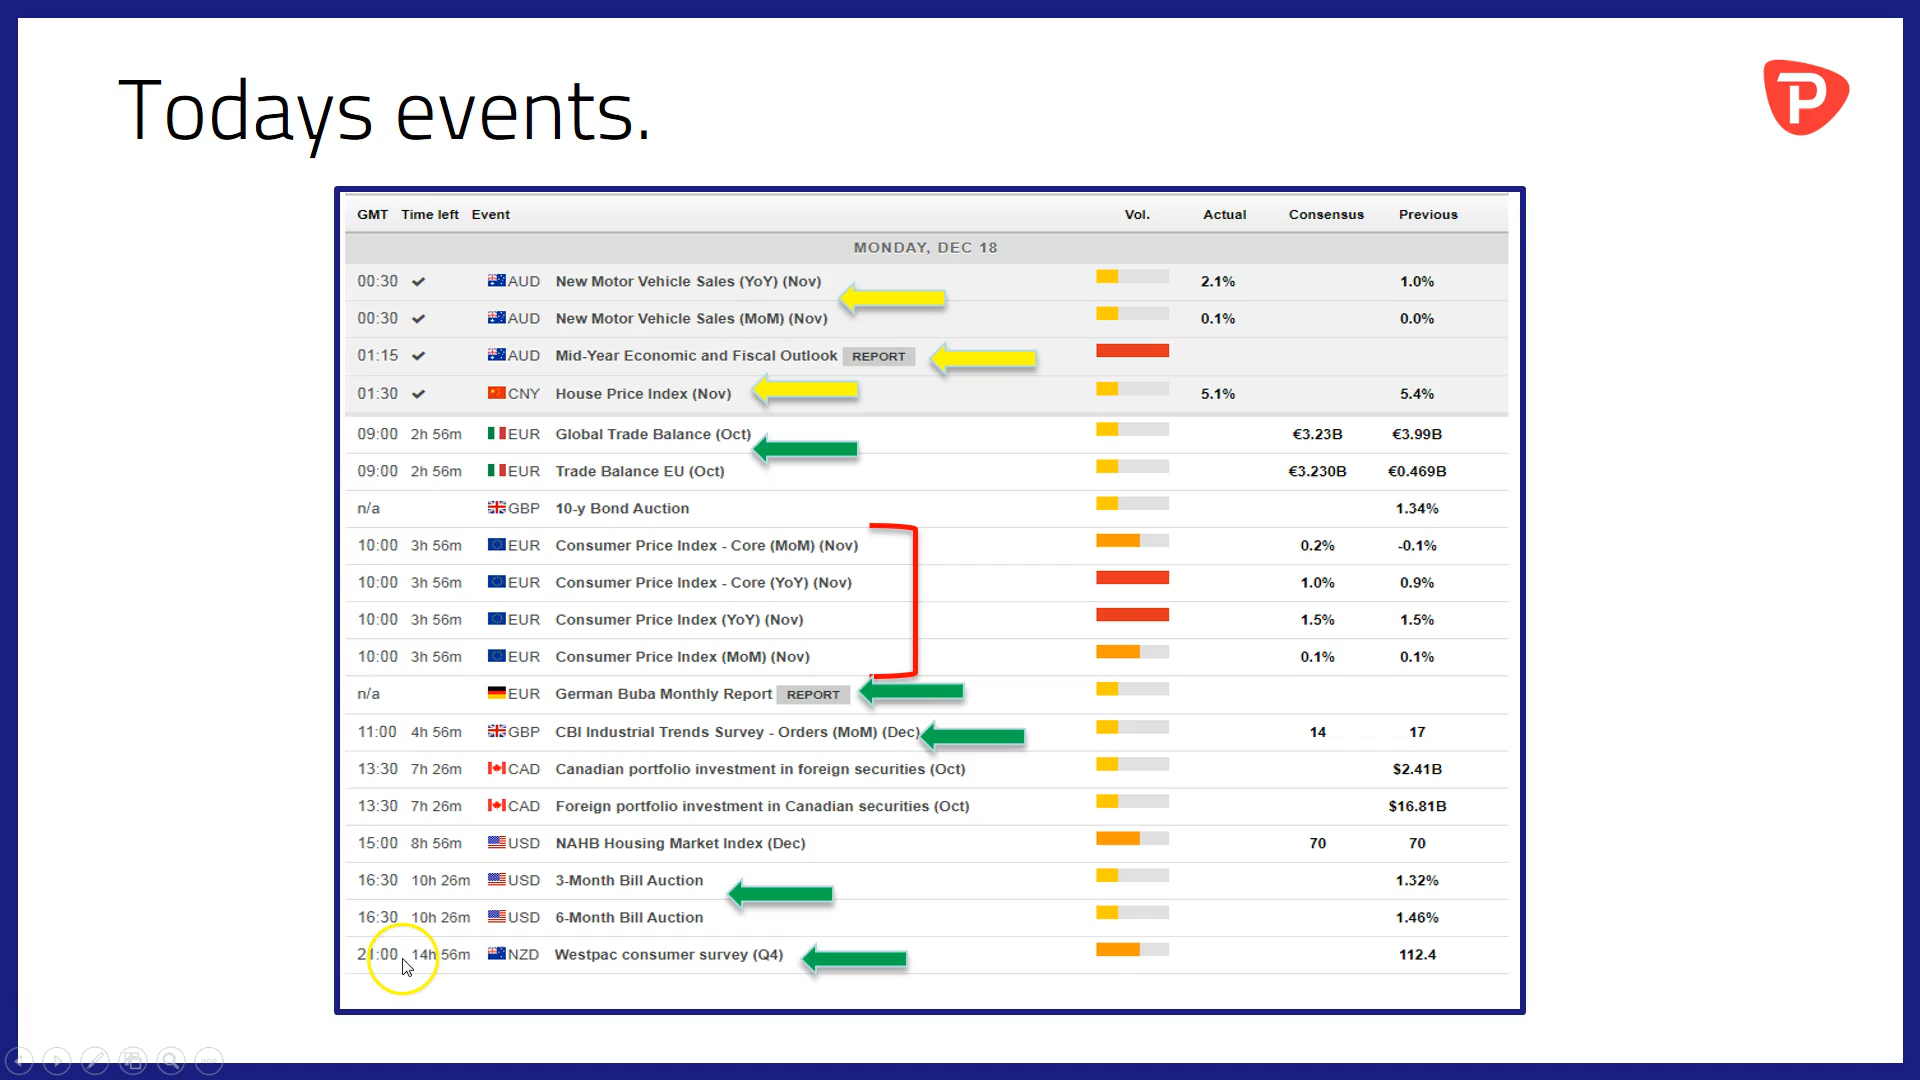 Todays events.
P
GMT Time left Event Vol. Actual Consensus Previous
MONDAY, DEC 18
00:30 AUD New Motor Vehicle Sales (YoY) (Nov) 2.1% 1.0%
00:30 AUD New Motor Vehicle Sales (MoM) (Nov) 0.1% 0.0%
01:15 AUD Mid-Year Economic and Fiscal Outlook REPORT
01:30 CNY House Price Index (Nov) 5.1% 5.4%
09:00 2h 56m EUR Global Trade Balance (Oct) €3.23B €3.99B
09:00 2h 56m EUR Trade Balance EU (Oct) €3.230B €0.469B
n/a GBP 10-y Bond Auction 1.34%
10:00 3h 56m EUR Consumer Price Index - Core (MoM) (Nov) 0.2% -0.1%
10:00 3h 56m EUR Consumer Price Index - Core (YoY) (Nov) 1.0% 0.9%
10:00 3h 56m EUR Consumer Price Index (YoY) (Nov) 1.5% 1.5%
10:00 3h 56m EUR Consumer Price Index (MoM) (Nov) 0.1% 0.1%
n/a EUR German Buba Monthly Report REPORT
11:00 4h 56m GBP CBI Industrial Trends Survey - Orders (MoM) (Dec) 14 17
13:30 7h 26m CAD Canadian portfolio investment in foreign securities (Oct) $2.41B
13:30 7h 26m CAD Foreign portfolio investment in Canadian securities (Oct) $16.81B
15:00 8h 56m USD NAHB Housing Market Index (Dec) 70 70
16:30 10h 26m USD 3-Month Bill Auction 1.32%
16:30 10h 26m USD 6-Month Bill Auction 1.46%
21:00 14h 56m NZD Westpac consumer survey (Q4) 112.4